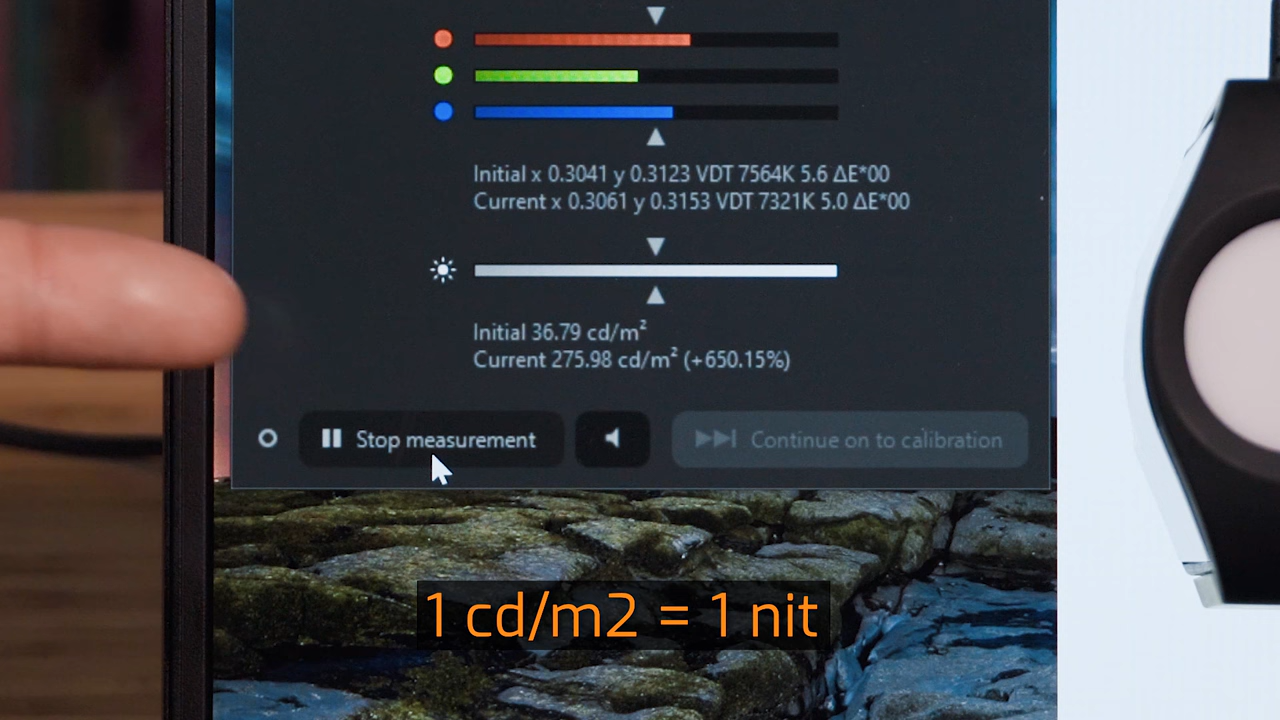 Initial x 0.3041 y 0.3123 VDT 7564K 5.6 ΔE*00
Current x 0.3061 y 0.3153 VDT 7321K 5.0 ΔE*00
Initial 36.79 cd/m²
Current 275.98 cd/m² (+650.15%)
Stop measurement
Continue on to calibration
1 cd/m2 = 1 nit